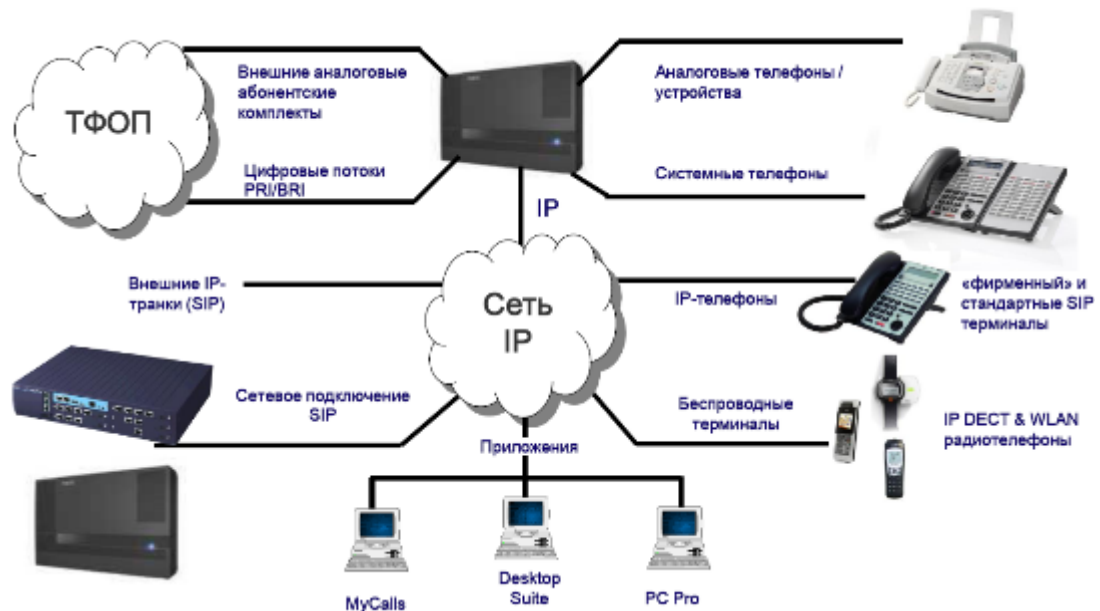 ТФОП
Внешние аналоговые
абонентские
комплекты
Цифровые потоки
PRI/BRI
Аналоговые телефоны /
устройства
Системные телефоны
IP
Внешние IP-
транки (SIP)
Сеть
IP
IP-телефоны
«фирменный» и
стандартные SIP
терминалы
Сетевое подключение
SIP
Беспроводные
терминалы
IP DECT & WLAN
радиотелефоны
Приложения
MyCalls
Desktop
Suite
PC Pro